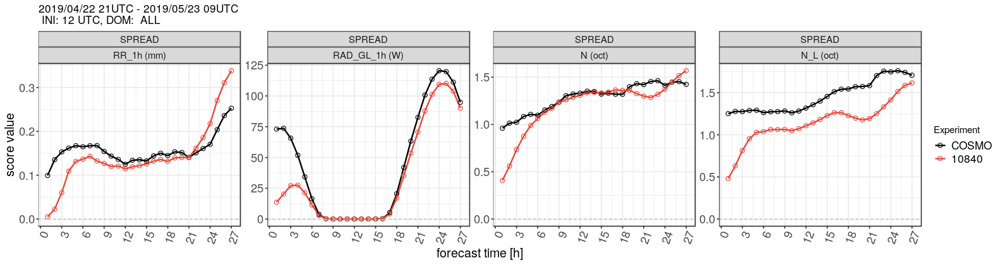 2019/04/22 21UTC - 2019/05/23 09UTC
INI: 12 UTC, DOM:  ALL
SPREAD
RR_1h (mm)
SPREAD
RAD_GL_1h (W)
SPREAD
N (oct)
SPREAD
N_L (oct)
score value
0.3
0.2
0.1
0.0
0 3 6 9 12 15 18 21 24 27
125
100
75
50
25
0
0 3 6 9 12 15 18 21 24 27
1.5
1.0
0.5
0.0
0 3 6 9 12 15 18 21 24 27
1.5
1.0
0.5
0.0
0 3 6 9 12 15 18 21 24 27
forecast time [h]
Experiment
COSMO
10840